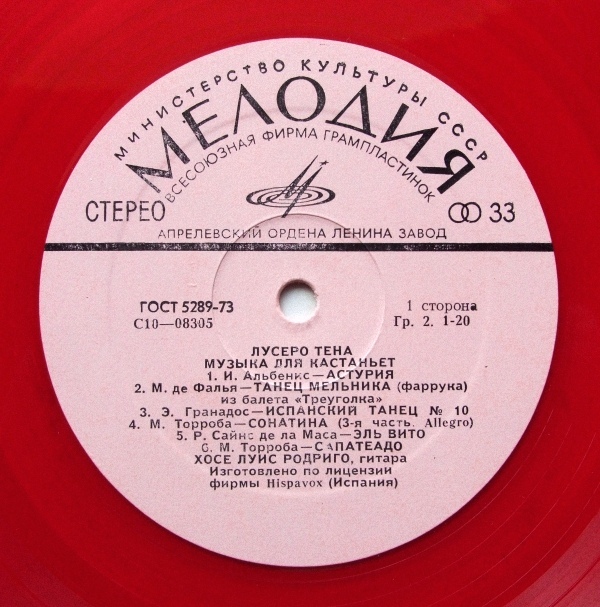 МИНИСТЕРСТВО КУЛЬТУРЫ СССР
МЕЛОДИЯ
ВСЕСОЮЗНАЯ ФИРМА ГРАМПЛАСТИНОК
СТЕРЕО
33
АПРЕЛЕВСКИЙ ОРДЕНА ЛЕНИНА ЗАВОД
ГОСТ 5289-73
С10—08305
1 сторона
Гр. 2. 1-20
ЛУСЕРО ТЕНА
МУЗЫКА ДЛЯ КАСТАНЬЕТ
1. И. Альбенис—АСТУРИЯ
2. М. де Фалья—ТАНЕЦ МЕЛЬНИКА (фаррука)
из балета «Треуголка»
3. Э. Гранадос—ИСПАНСКИЙ ТАНЕЦ № 10
4. М. Торроба—СОНАТИНА (3-я часть. Allegro)
5. Р. Сайнс де ла Маса—ЭЛЬ ВИТО
6. М. Торроба—САПАТЕАДО
ХОСЕ ЛУИС РОДРИГО, гитара
Изготовлено по лицензии
фирмы Hispavox (Испания)